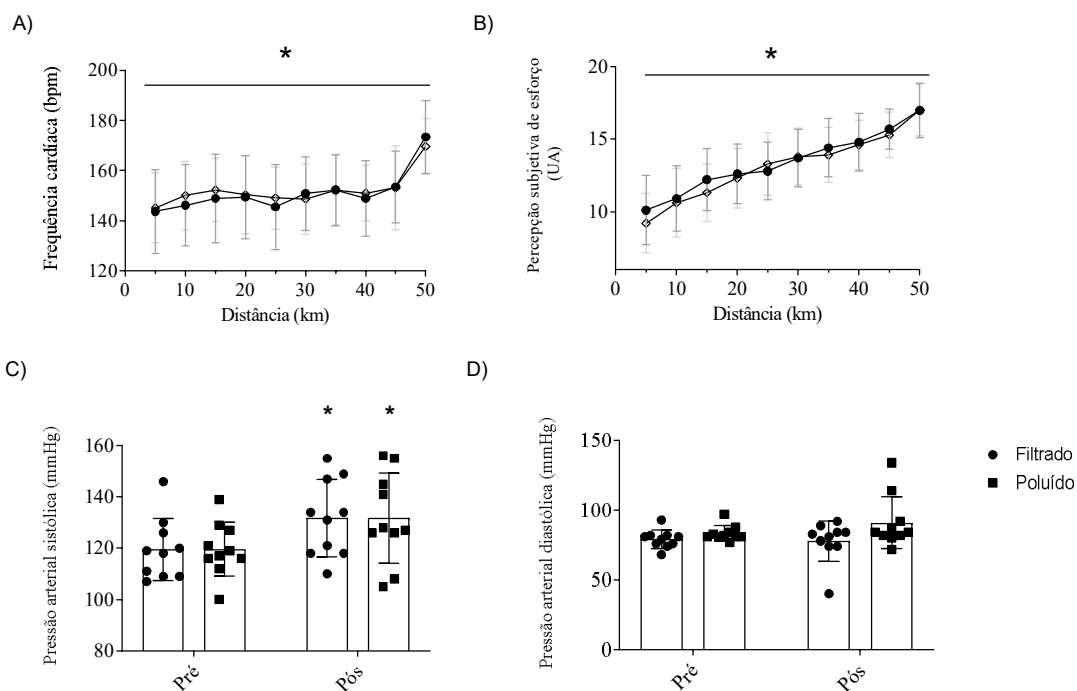 A)
*
Frequência cardíaca (bpm)
200
180
160
140
120
0
10
20
30
40
50
Distância (km)
B)
*
Percepção subjetiva de esforço
(UA)
20
15
10
0
10
20
30
40
50
Distância (km)
C)
* *
Pressão arterial sistólica (mmHg)
160
140
120
100
80
Pré
Pós
D)
Pressão arterial diastólica (mmHg)
150
100
50
0
Pré
Pós
Filtrado
Poluído